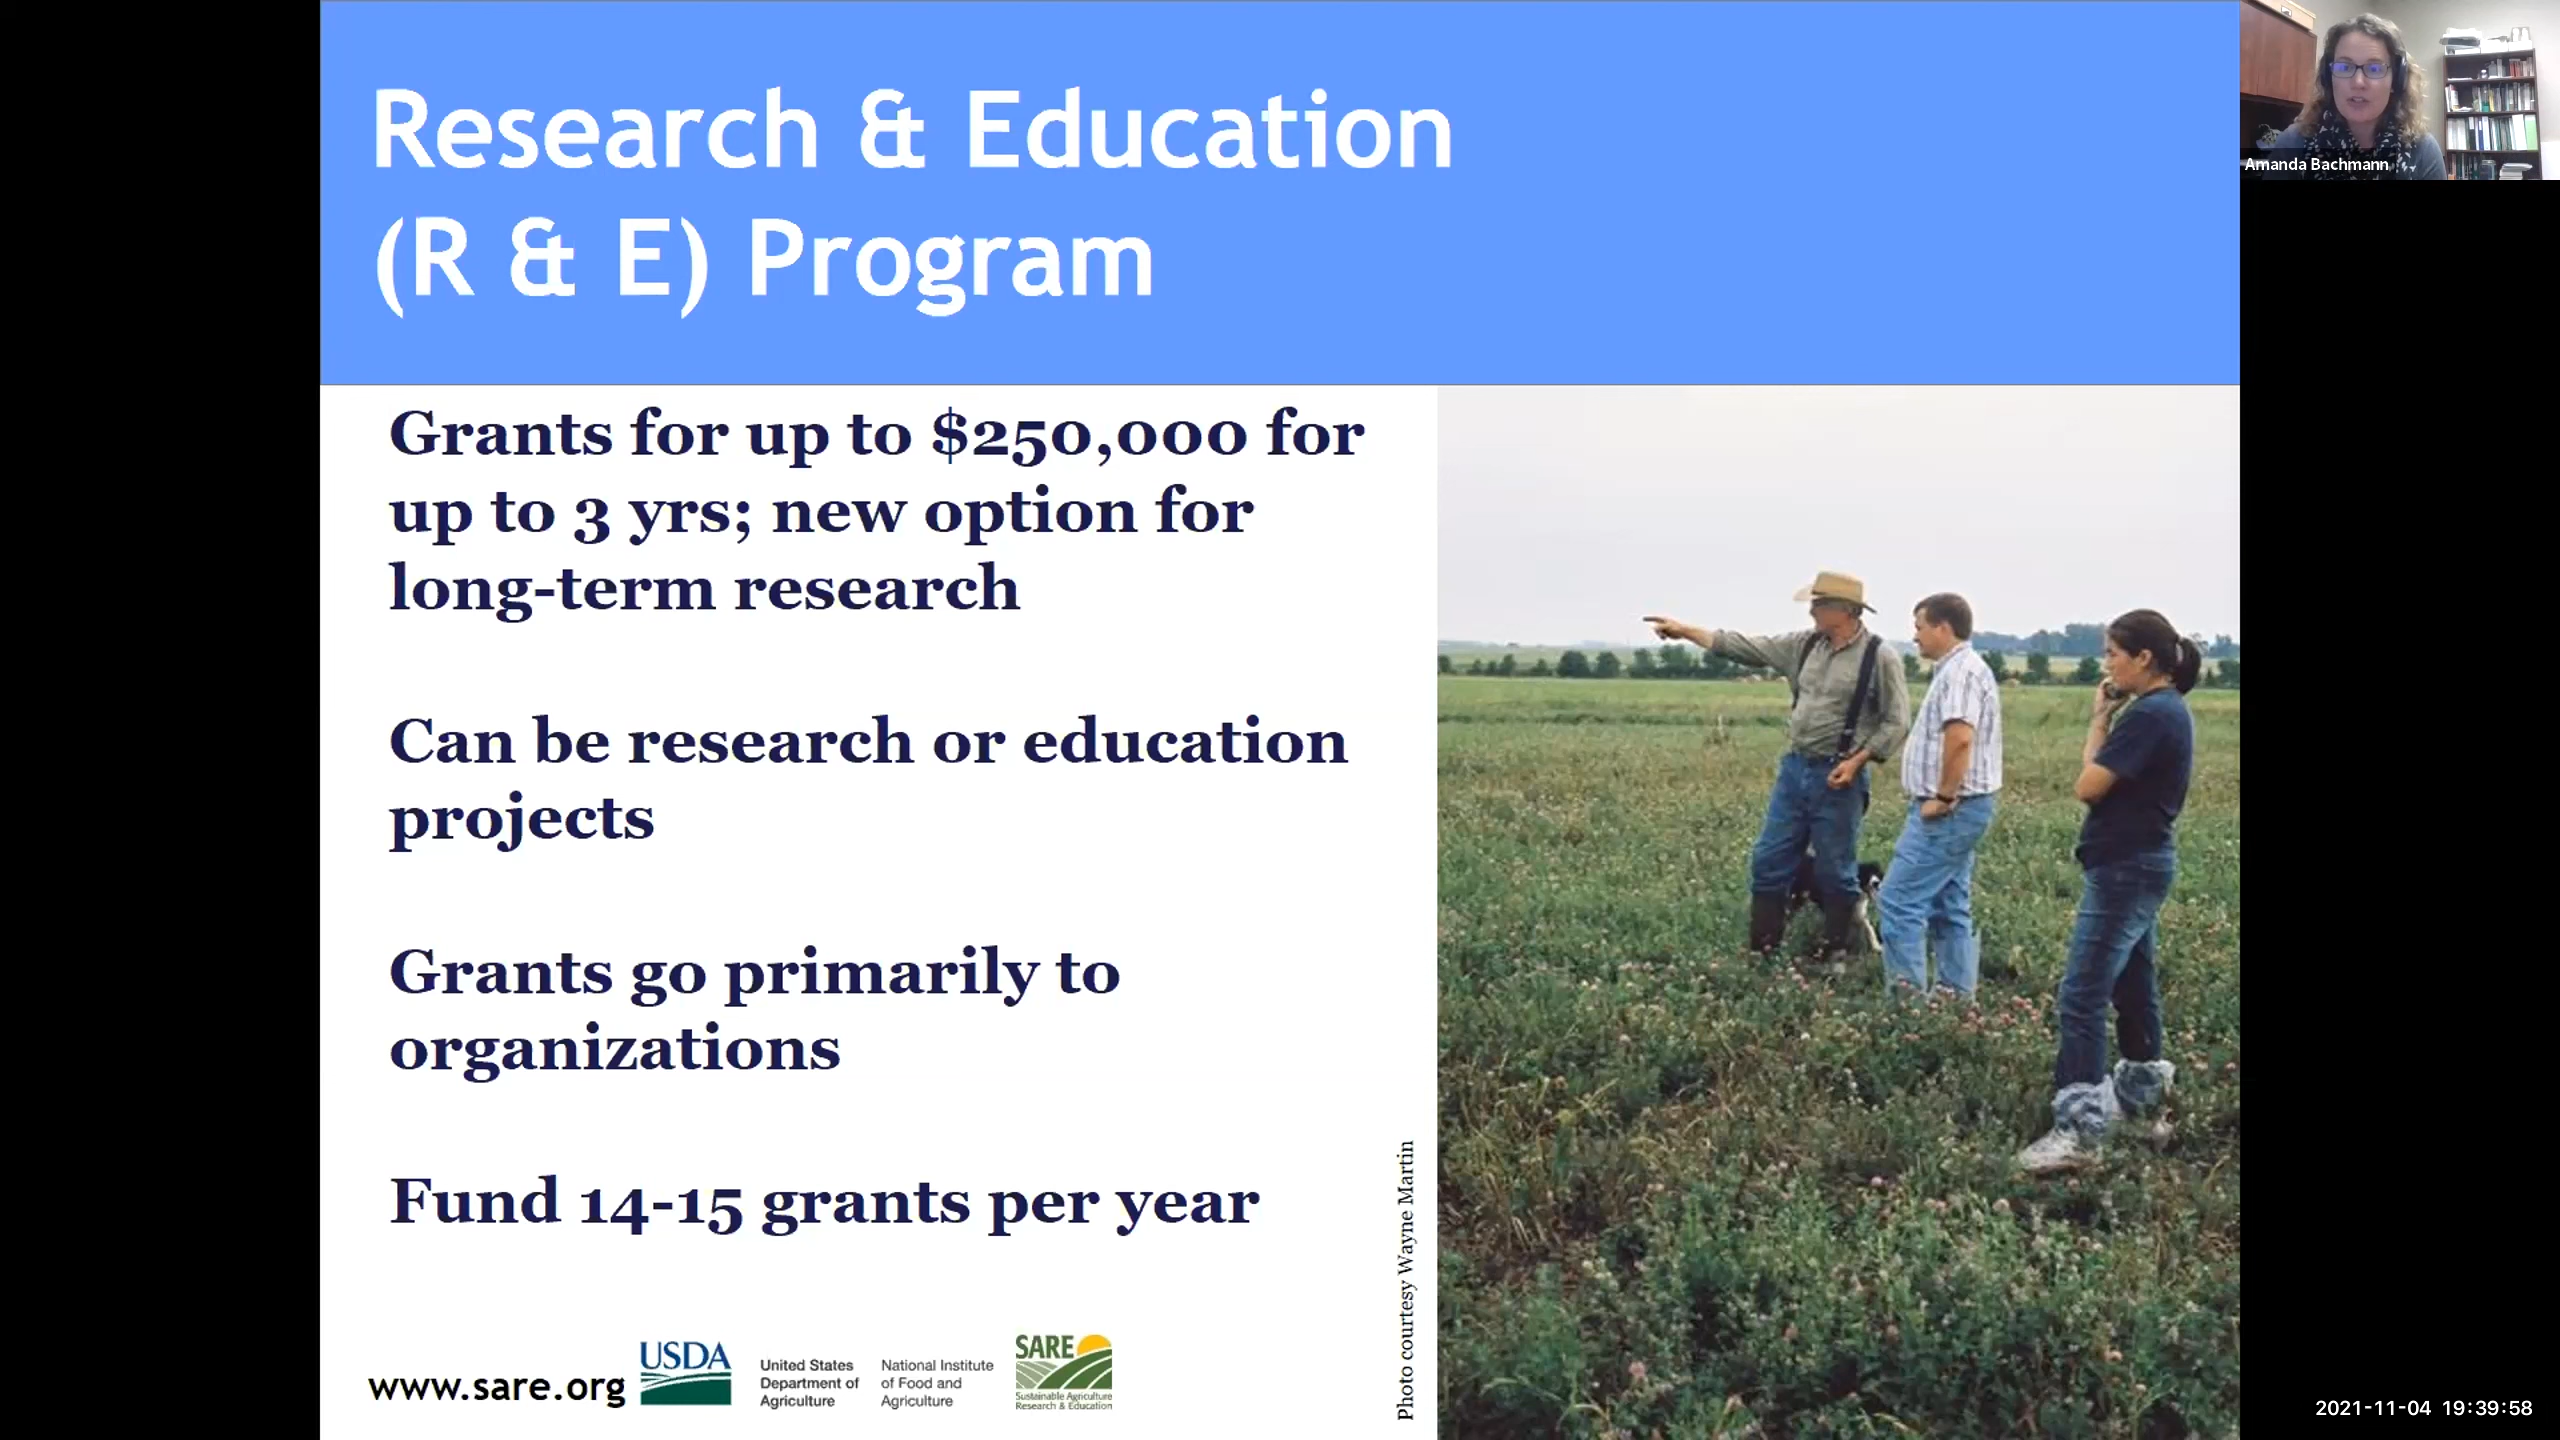 Research & Education
(R & E) Program
Amanda Bachmann
Grants for up to $250,000 for
up to 3 yrs; new option for
long-term research
Can be research or education
projects
Grants go primarily to
organizations
Fund 14-15 grants per year
Photo courtesy Wayne Martin
www.sare.org
USDA
United States
Department of
Agriculture
National Institute
of Food and
Agriculture
SARE
Sustainable Agriculture
Research & Education
2021-11-04 19:39:58